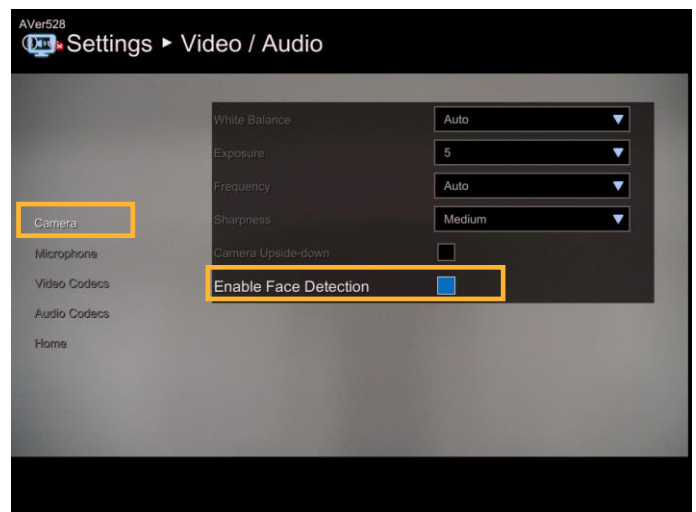 AVer528
Settings ► Video / Audio
White Balance Auto
Exposure 5
Frequency Auto
Camera
Sharpness Medium
Microphone
Camera Upside-down
Video Codecs
Enable Face Detection
Audio Codecs
Home